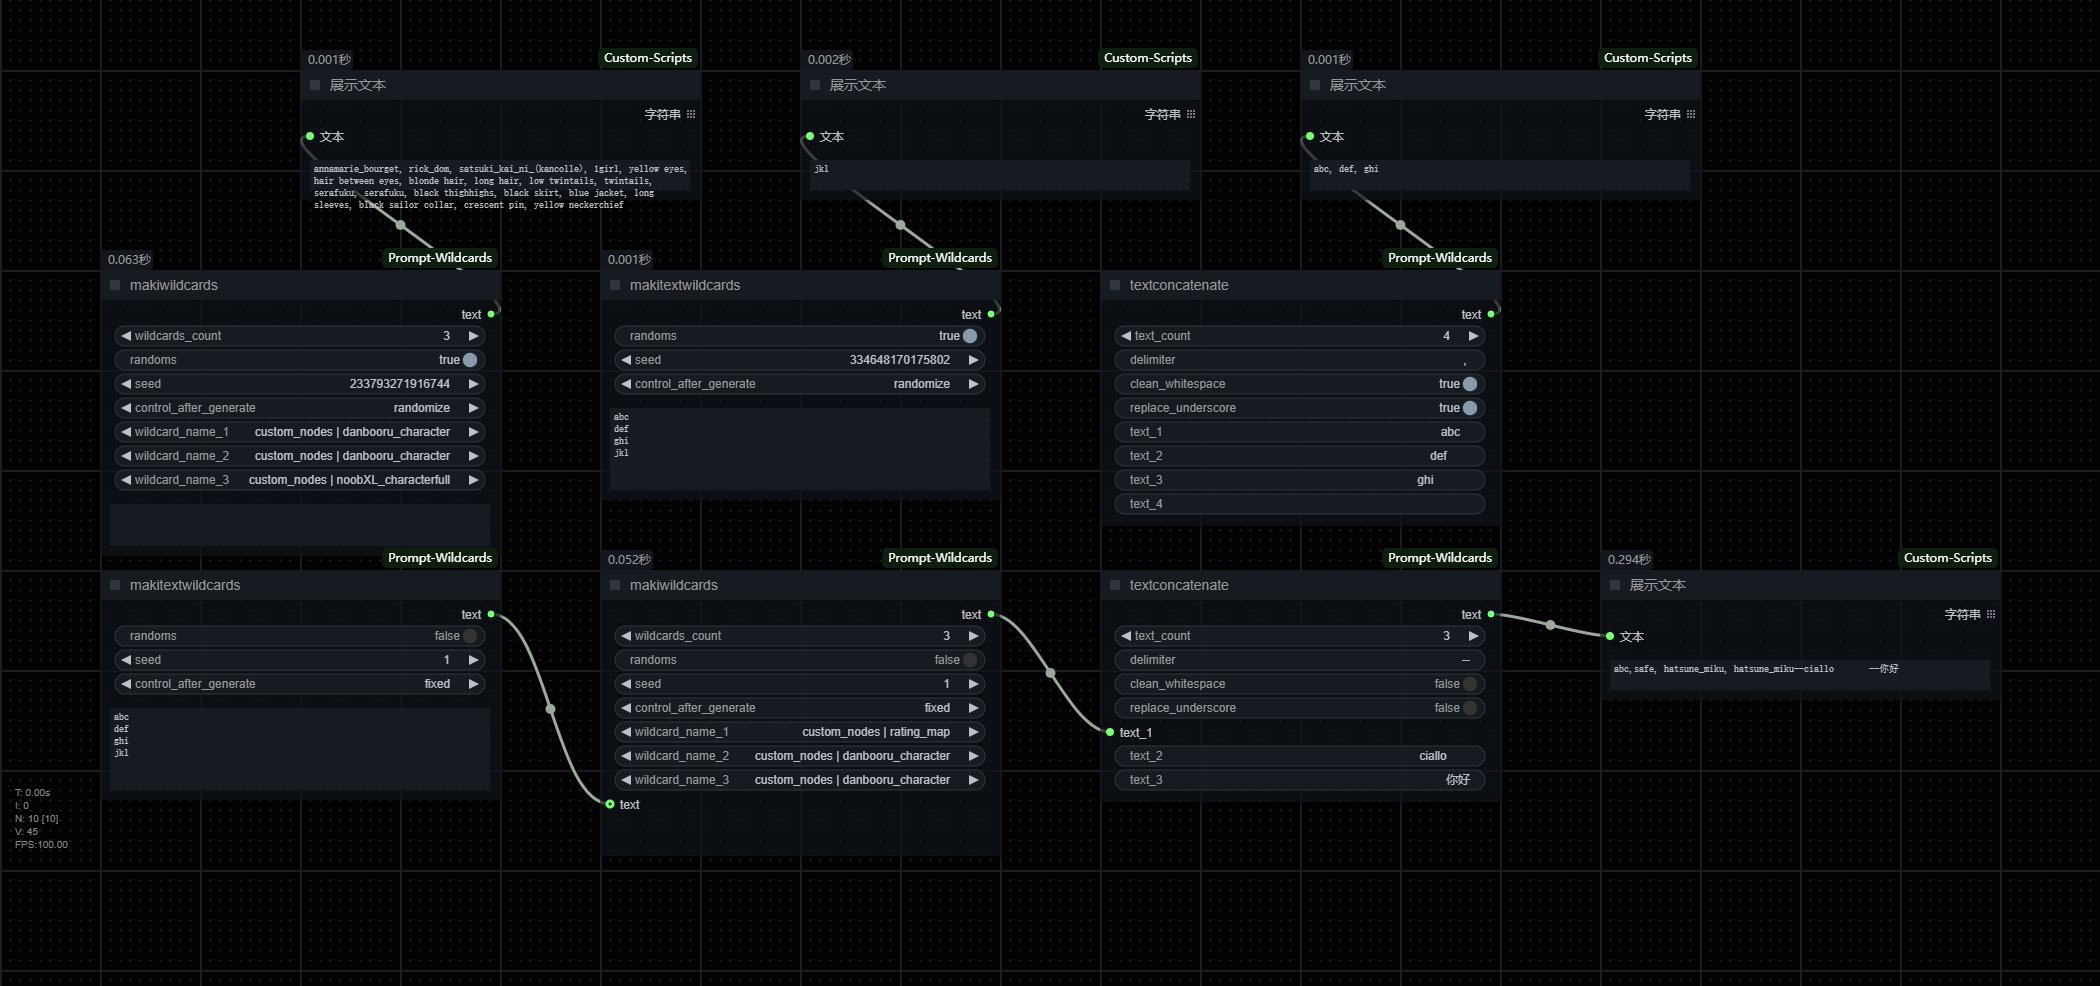 0.001秒
Custom-Scripts
展示文本
字符串
文本
annamarie_bourget, rick_dom, satsuki_kai_ni_(kancolle), 1girl, yellow eyes,
hair between eyes, blonde hair, long hair, low twintails, twintails,
serafuku, serafuku, black thighhighs, black skirt, blue jacket, long
sleeves, black sailor collar, crescent pin, yellow neckerchief
0.002秒
Custom-Scripts
展示文本
字符串
文本
jkl
0.001秒
Custom-Scripts
展示文本
字符串
文本
abc, def, ghi
0.063秒
Prompt-Wildcards
makiwildcards
text
wildcards_count 3
randoms true
seed 233793271916744
control_after_generate randomize
wildcard_name_1 custom_nodes | danbooru_character
wildcard_name_2 custom_nodes | danbooru_character
wildcard_name_3 custom_nodes | noobXL_characterfull
0.001秒
Prompt-Wildcards
makitextwildcards
text
randoms true
seed 334648170175802
control_after_generate randomize
abc
def
ghi
jkl
Prompt-Wildcards
textconcatenate
text
text_count 4
delimiter ,
clean_whitespace true
replace_underscore true
text_1 abc
text_2 def
text_3 ghi
text_4
Prompt-Wildcards
makitextwildcards
text
randoms false
seed 1
control_after_generate fixed
abc
def
ghi
jkl
0.052秒
Prompt-Wildcards
makiwildcards
text
wildcards_count 3
randoms false
seed 1
control_after_generate fixed
wildcard_name_1 custom_nodes | rating_map
wildcard_name_2 custom_nodes | danbooru_character
wildcard_name_3 custom_nodes | danbooru_character
text
Prompt-Wildcards
textconcatenate
text
text_count 3
delimiter --
clean_whitespace false
replace_underscore false
text_1
text_2 ciallo
text_3 你好
0.294秒
Custom-Scripts
展示文本
字符串
文本
abc,safe, hatsune_miku, hatsune_miku--ciallo --你好
T: 0.00s
I: 0
N: 10 [10]
V: 45
FPS:100.00